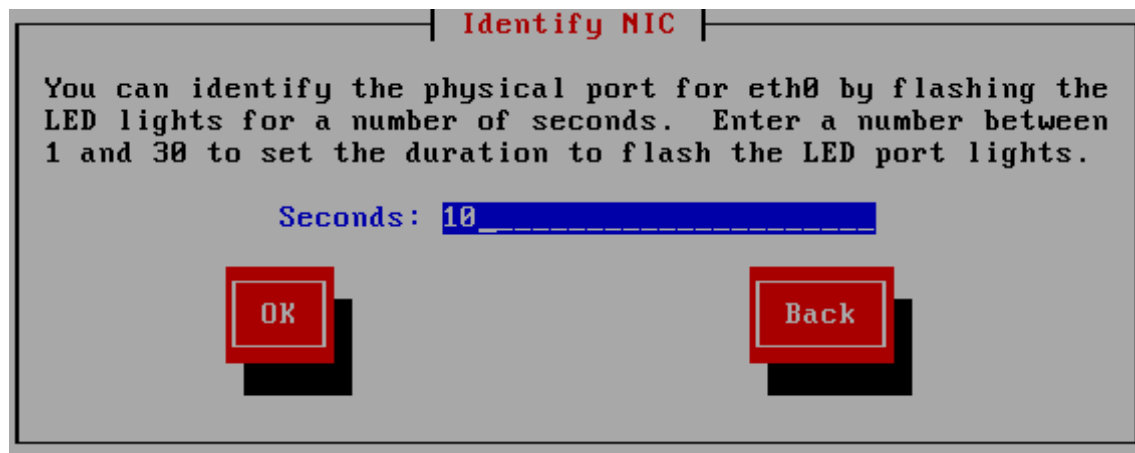 Identify NIC
You can identify the physical port for eth0 by flashing the
LED lights for a number of seconds.  Enter a number between
1 and 30 to set the duration to flash the LED port lights.
Seconds: 10______________________
OK Back